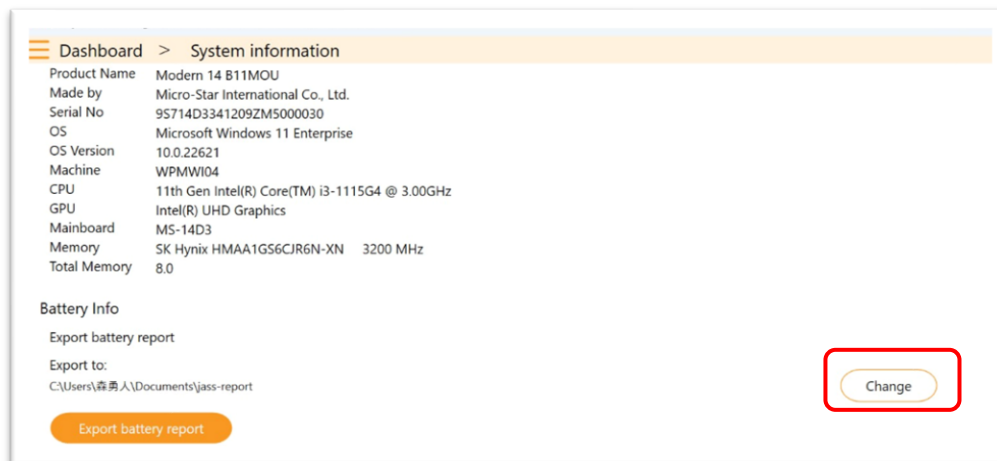 Dashboard > System information
Product Name Modern 14 B11MOU
Made by Micro-Star International Co., Ltd.
Serial No 9S714D3341209ZM5000030
OS Microsoft Windows 11 Enterprise
OS Version 10.0.22621
Machine WPMWI04
CPU 11th Gen Intel(R) Core(TM) i3-1115G4 @ 3.00GHz
GPU Intel(R) UHD Graphics
Mainboard MS-14D3
Memory SK Hynix HMAA1GS6CJR6N-XN 3200 MHz
Total Memory 8.0
Battery Info
Export battery report
Export to:
C:\Users\森勇人\Documents\jass-report
Change
Export battery report